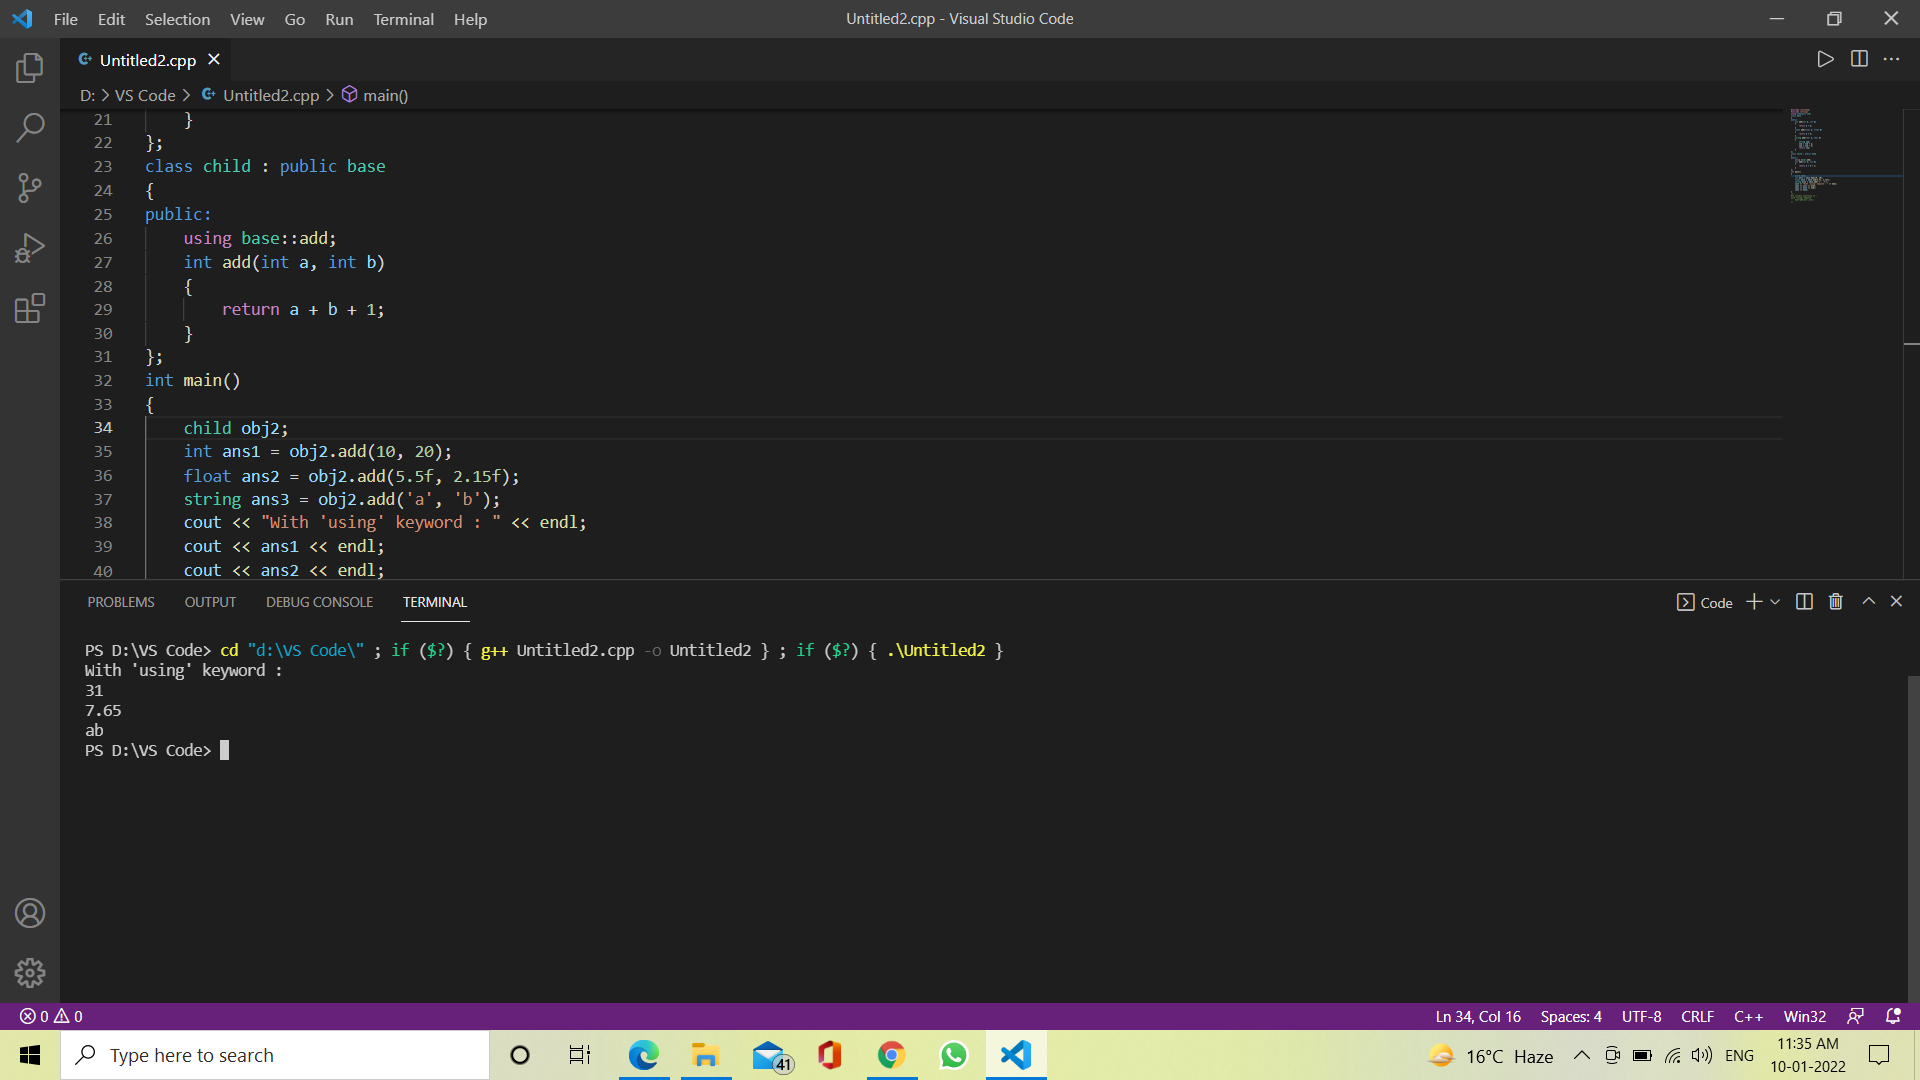 File Edit Selection View Go Run Terminal Help
Untitled2.cpp - Visual Studio Code
Untitled2.cpp
D: > VS Code > Untitled2.cpp > main()
21 }
22 };
23 class child : public base
24 {
25 public:
26 using base::add;
27 int add(int a, int b)
28 {
29 return a + b + 1;
30 }
31 };
32 int main()
33 {
34 child obj2;
35 int ans1 = obj2.add(10, 20);
36 float ans2 = obj2.add(5.5f, 2.15f);
37 string ans3 = obj2.add('a', 'b');
38 cout << "With 'using' keyword : " << endl;
39 cout << ans1 << endl;
40 cout << ans2 << endl;
PROBLEMS OUTPUT DEBUG CONSOLE TERMINAL
Code
PS D:\VS Code> cd "d:\VS Code\" ; if ($?) { g++ Untitled2.cpp -o Untitled2 } ; if ($?) { .\Untitled2 }
With 'using' keyword :
31
7.65
ab
PS D:\VS Code>
0 0
Ln 34, Col 16 Spaces: 4 UTF-8 CRLF C++ Win32
Type here to search
41
16°C Haze
ENG
11:35 AM
10-01-2022